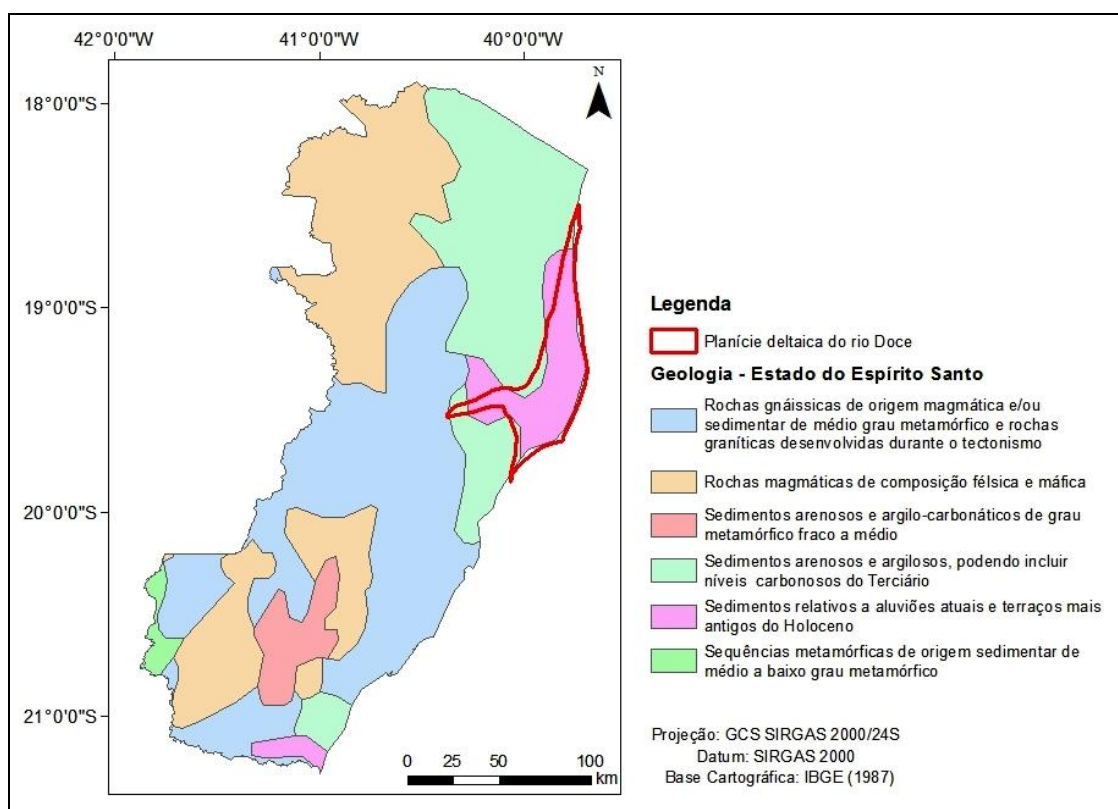 42°0'0"W 41°0'0"W 40°0'0"W
N
18°0'0"S
19°0'0"S
20°0'0"S
21°0'0"S
0 25 50 100
km
Legenda
Planície deltaica do rio Doce
Geologia - Estado do Espírito Santo
Rochas gnáissicas de origem magmática e/ou
sedimentar de médio grau metamórfico e rochas
graníticas desenvolvidas durante o tectonismo
Rochas magmáticas de composição félsica e máfica
Sedimentos arenosos e argilo-carbonáticos de grau
metamórfico fraco a médio
Sedimentos arenosos e argilosos, podendo incluir
níveis carbonosos do Terciário
Sedimentos relativos a aluviões atuais e terraços mais
antigos do Holoceno
Sequências metamórficas de origem sedimentar de
médio a baixo grau metamórfico
Projeção: GCS SIRGAS 2000/24S
Datum: SIRGAS 2000
Base Cartográfica: IBGE (1987)